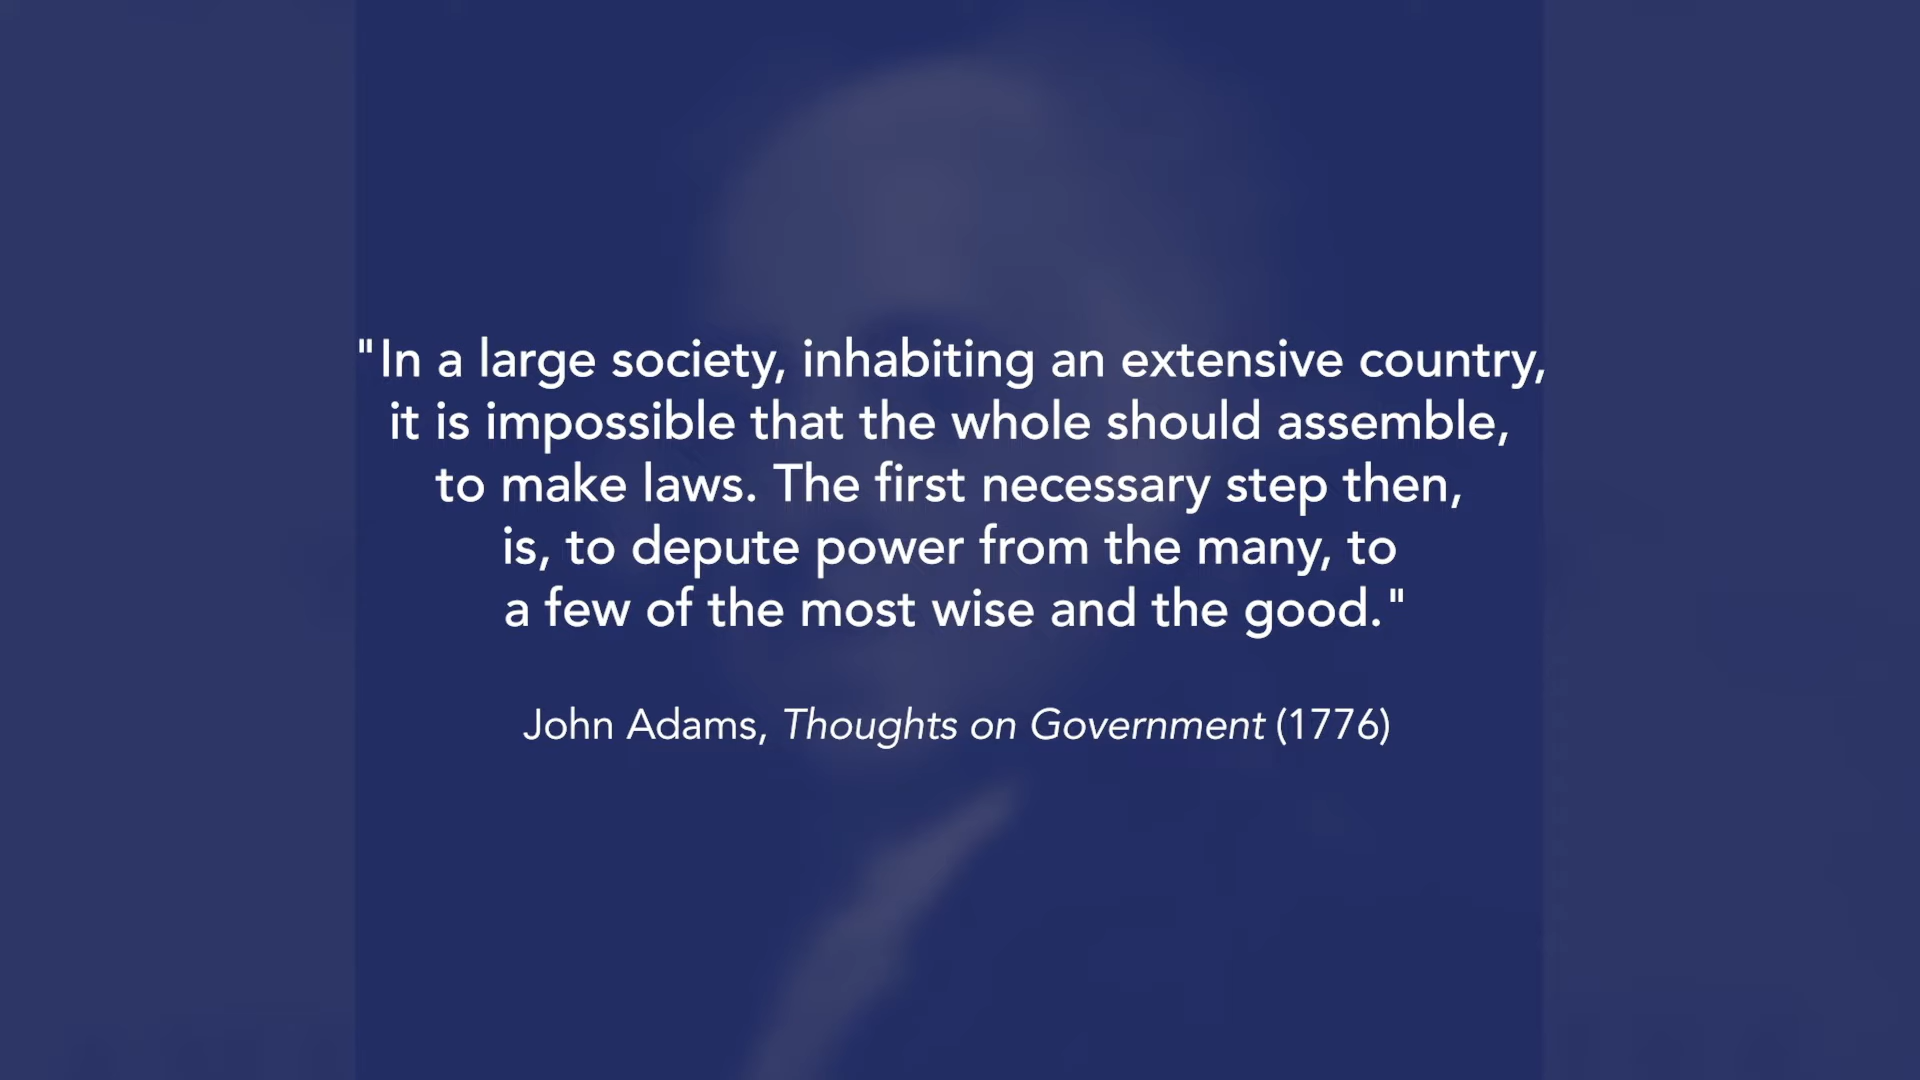 "In a large society, inhabiting an extensive country,
it is impossible that the whole should assemble,
to make laws. The first necessary step then,
is, to depute power from the many, to
a few of the most wise and the good."
John Adams, Thoughts on Government (1776)